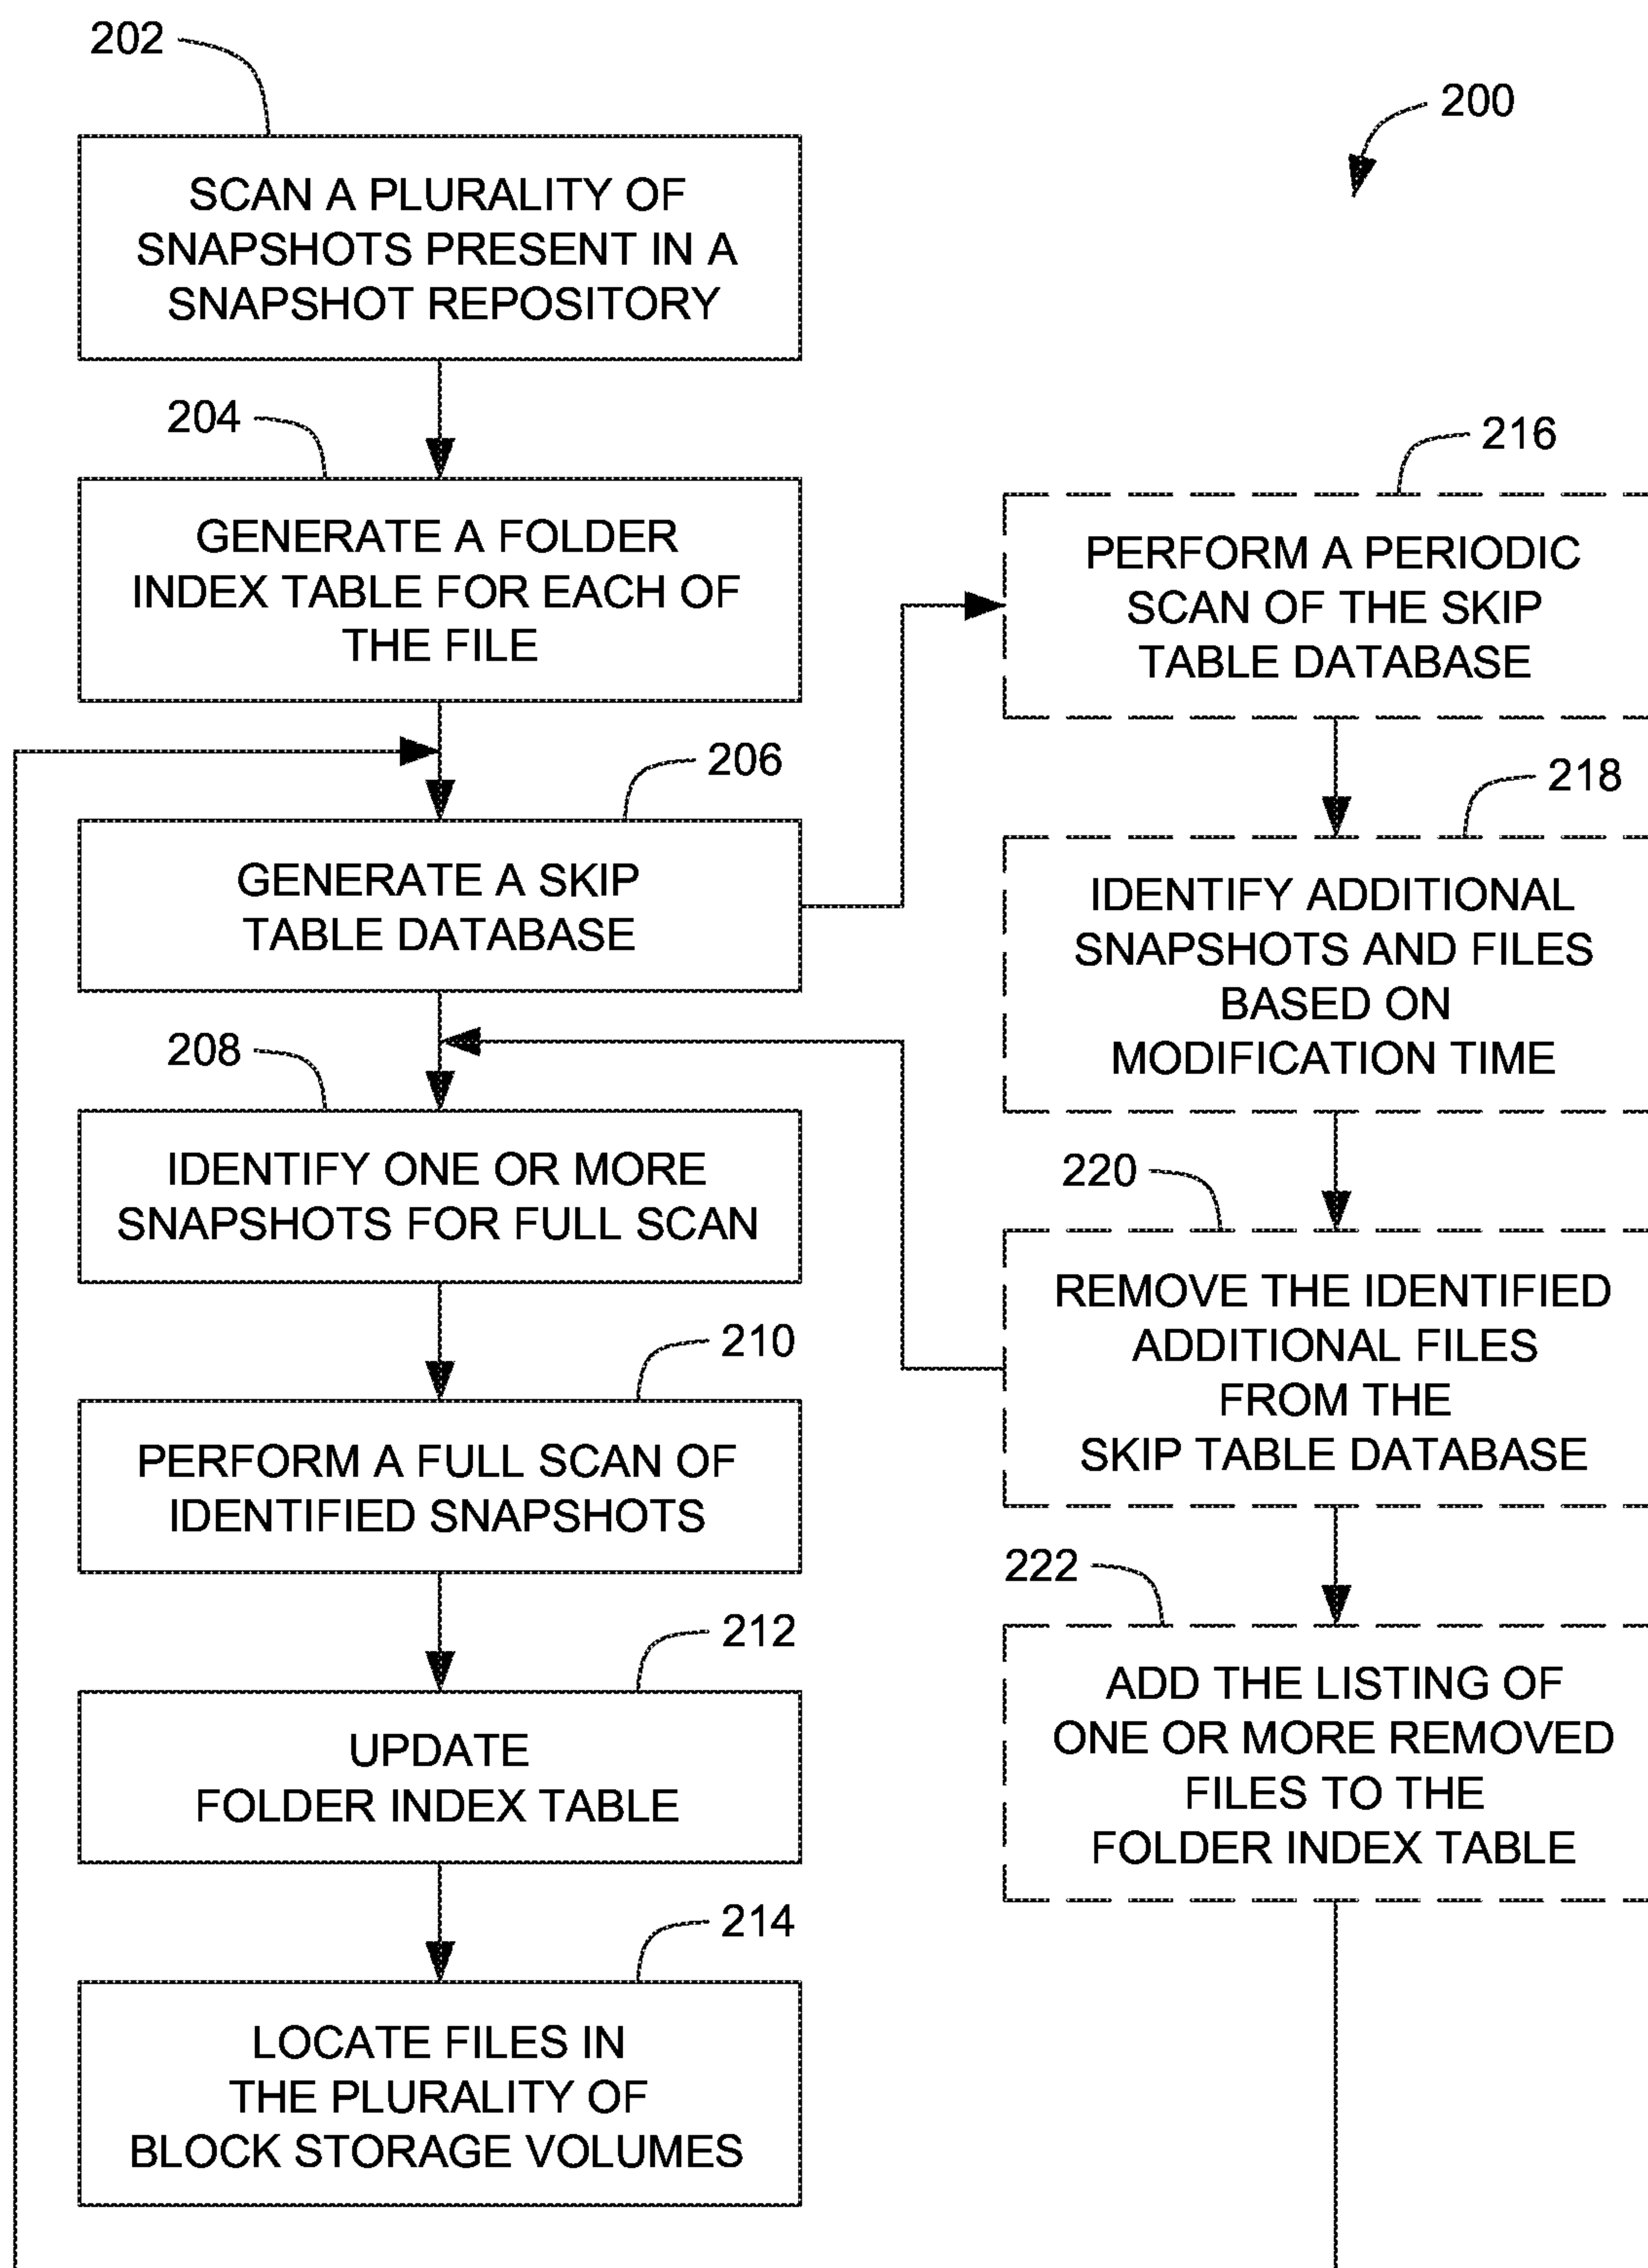 202
200
SCAN A PLURALITY OF
SNAPSHOTS PRESENT IN A
SNAPSHOT REPOSITORY
204
GENERATE A FOLDER
INDEX TABLE FOR EACH OF
THE FILE
206
GENERATE A SKIP
TABLE DATABASE
208
IDENTIFY ONE OR MORE
SNAPSHOTS FOR FULL SCAN
210
PERFORM A FULL SCAN OF
IDENTIFIED SNAPSHOTS
212
UPDATE
FOLDER INDEX TABLE
214
LOCATE FILES IN
THE PLURALITY OF
BLOCK STORAGE VOLUMES
216
PERFORM A PERIODIC
SCAN OF THE SKIP
TABLE DATABASE
218
IDENTIFY ADDITIONAL
SNAPSHOTS AND FILES
BASED ON
MODIFICATION TIME
220
REMOVE THE IDENTIFIED
ADDITIONAL FILES
FROM THE
SKIP TABLE DATABASE
222
ADD THE LISTING OF
ONE OR MORE REMOVED
FILES TO THE
FOLDER INDEX TABLE